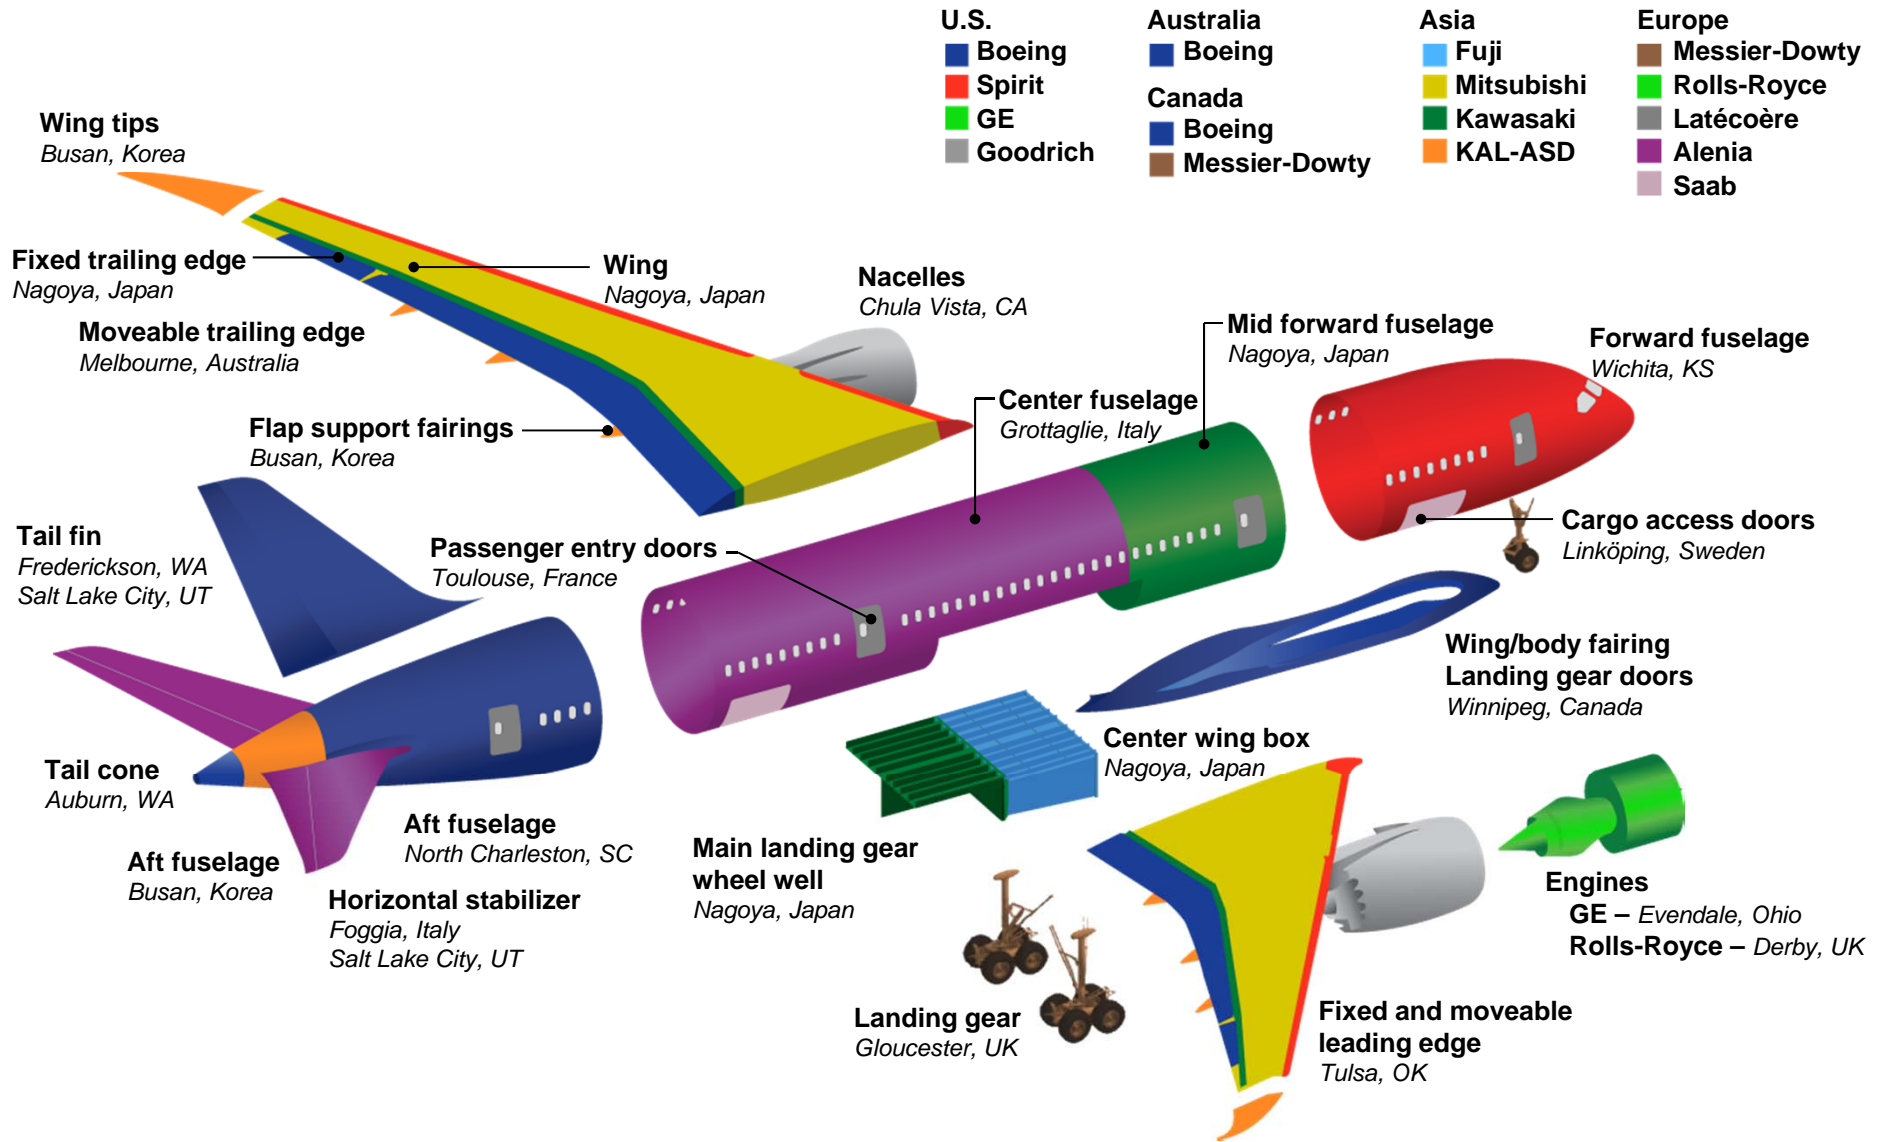 U.S.
Boeing
Spirit
GE
Goodrich
Australia
Boeing
Canada
Boeing
Messier-Dowty
Asia
Fuji
Mitsubishi
Kawasaki
KAL-ASD
Europe
Messier-Dowty
Rolls-Royce
Latécoère
Alenia
Saab
Wing tips
Busan, Korea
Fixed trailing edge
Nagoya, Japan
Wing
Nagoya, Japan
Nacelles
Chula Vista, CA
Moveable trailing edge
Melbourne, Australia
Mid forward fuselage
Nagoya, Japan
Forward fuselage
Wichita, KS
Center fuselage
Grottaglie, Italy
Flap support fairings
Busan, Korea
Tail fin
Frederickson, WA
Salt Lake City, UT
Passenger entry doors
Toulouse, France
Cargo access doors
Linköping, Sweden
Wing/body fairing
Landing gear doors
Winnipeg, Canada
Center wing box
Nagoya, Japan
Tail cone
Auburn, WA
Aft fuselage
North Charleston, SC
Aft fuselage
Busan, Korea
Horizontal stabilizer
Foggia, Italy
Salt Lake City, UT
Main landing gear
wheel well
Nagoya, Japan
Engines
GE – Evendale, Ohio
Rolls-Royce – Derby, UK
Landing gear
Gloucester, UK
Fixed and moveable
leading edge
Tulsa, OK